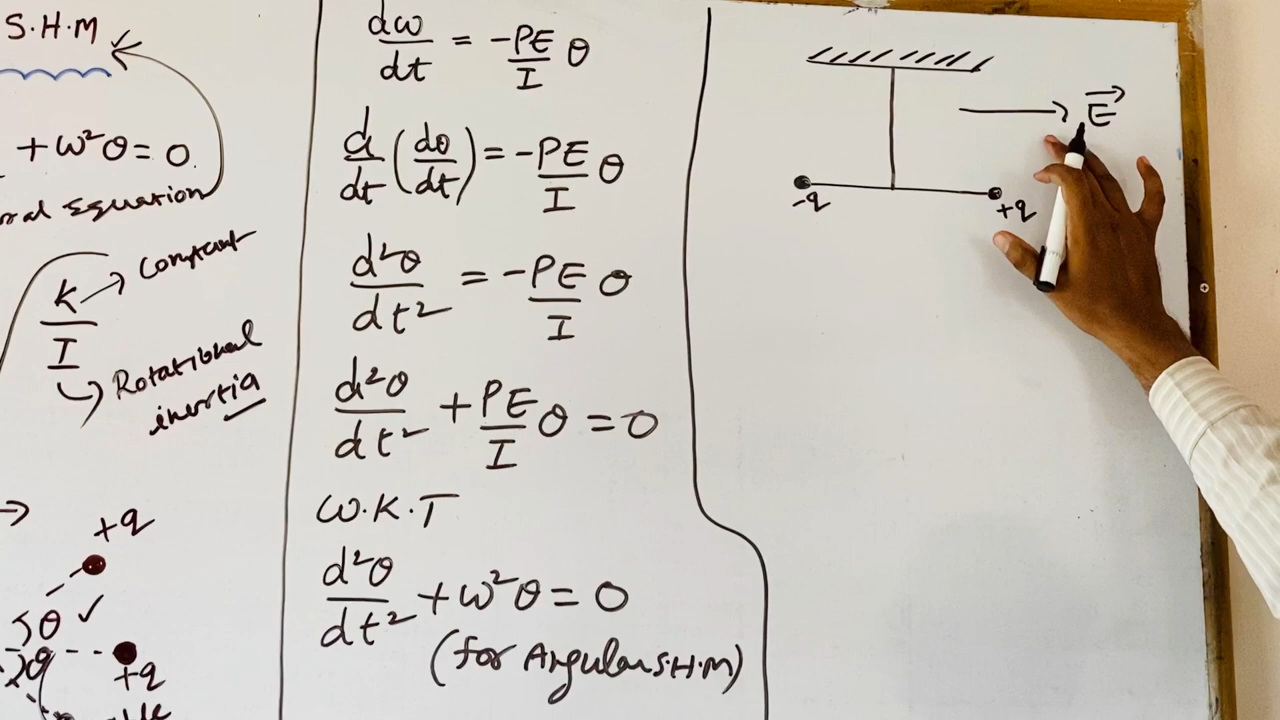 S.H.M
+ω²θ=0.
Equation
K → Constant
I
Rotational
inertia
+q
θ ✓
+q
dω/dt = -PE/I θ
d/dt (dθ/dt) = -PE/I θ
d²θ/dt² = -PE/I θ
d²θ/dt² + PE/I θ = 0
W.K.T
d²θ/dt² + ω²θ = 0
(for Angular S.H.M)
→ E
-q
+q